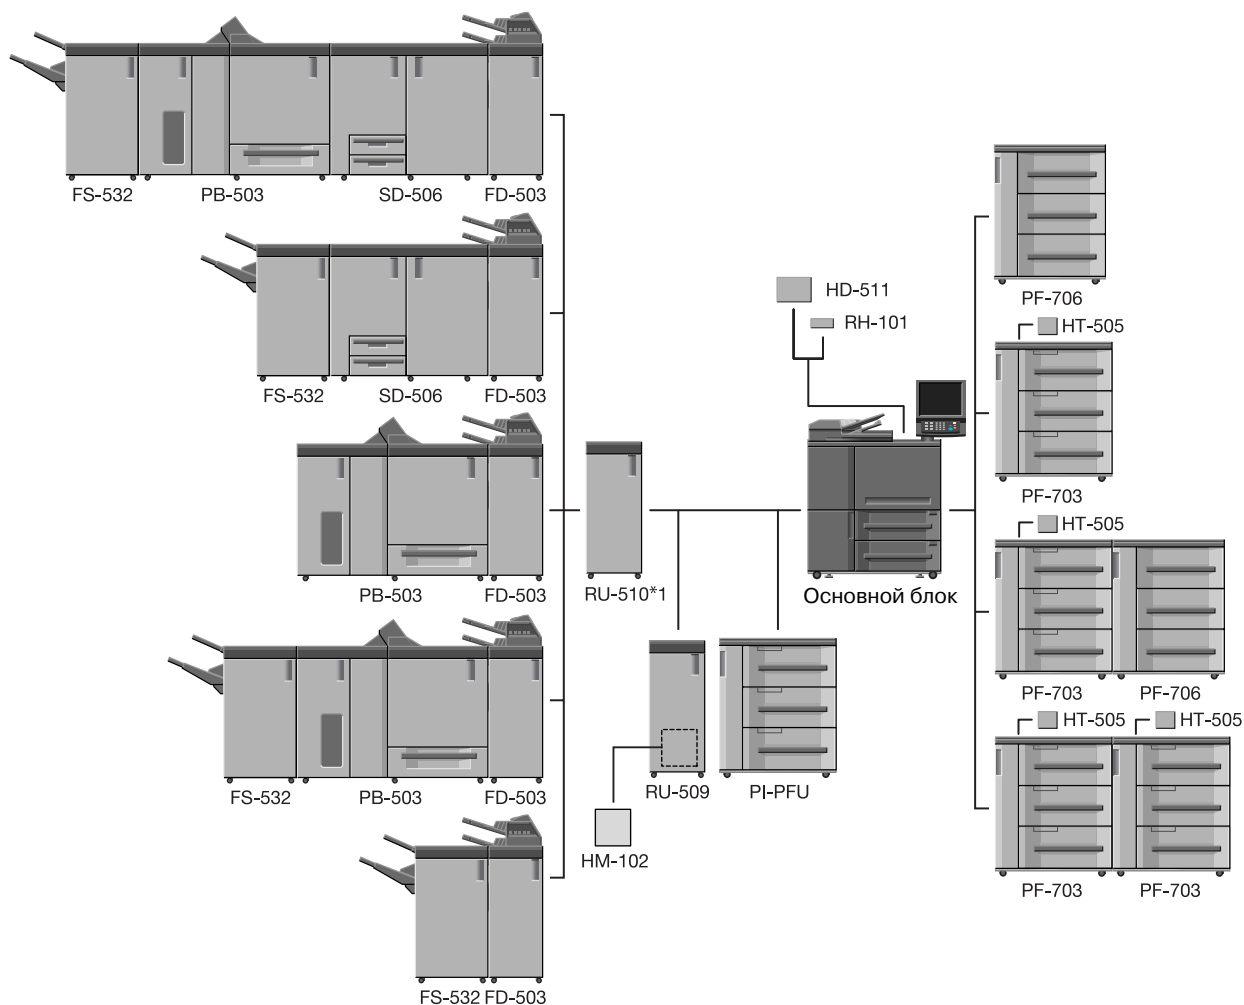 FS-532 PB-503 SD-506 FD-503
FS-532 SD-506 FD-503
PB-503 FD-503
FS-532 PB-503 FD-503
FS-532 FD-503
RU-510*1
RU-509
HM-102
PI-PFU
HD-511
RH-101
Основной блок
PF-706
HT-505
PF-703
HT-505
PF-703 PF-706
HT-505 HT-505
PF-703 PF-703